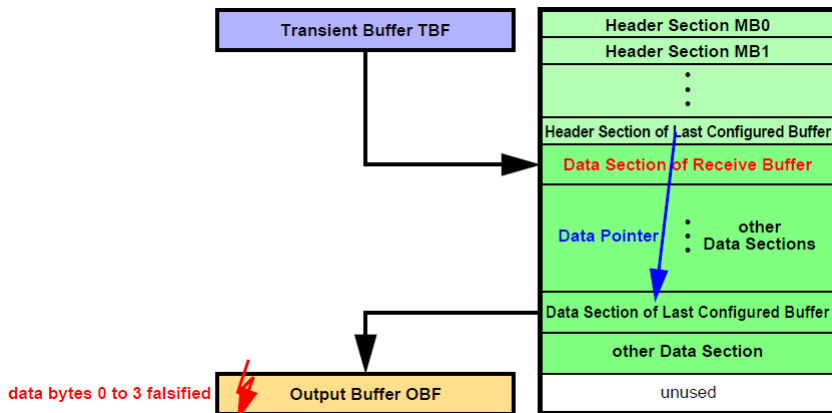 Transient Buffer TBF
Header Section MB0
Header Section MB1
Header Section of Last Configured Buffer
Data Section of Receive Buffer
Data Pointer
other
Data Sections
Data Section of Last Configured Buffer
other Data Section
data bytes 0 to 3 falsified
Output Buffer OBF
unused